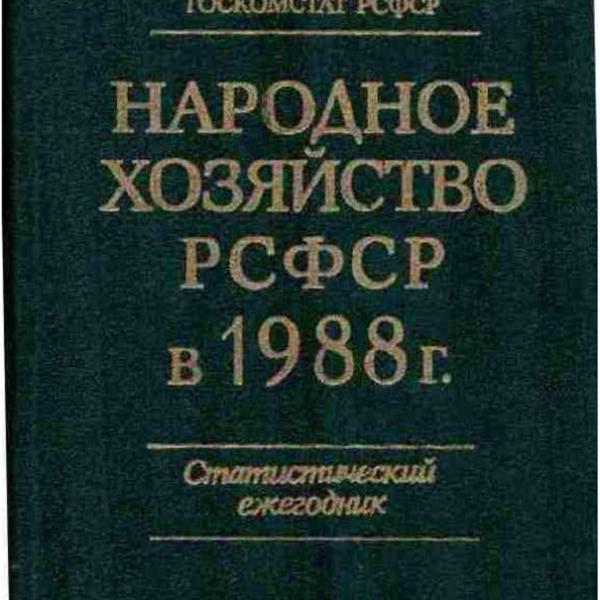 ГОСКОМСТАТ РСФСР
НАРОДНОЕ
ХОЗЯЙСТВО
РСФСР
в 1988 г.
Статистический
ежегодник